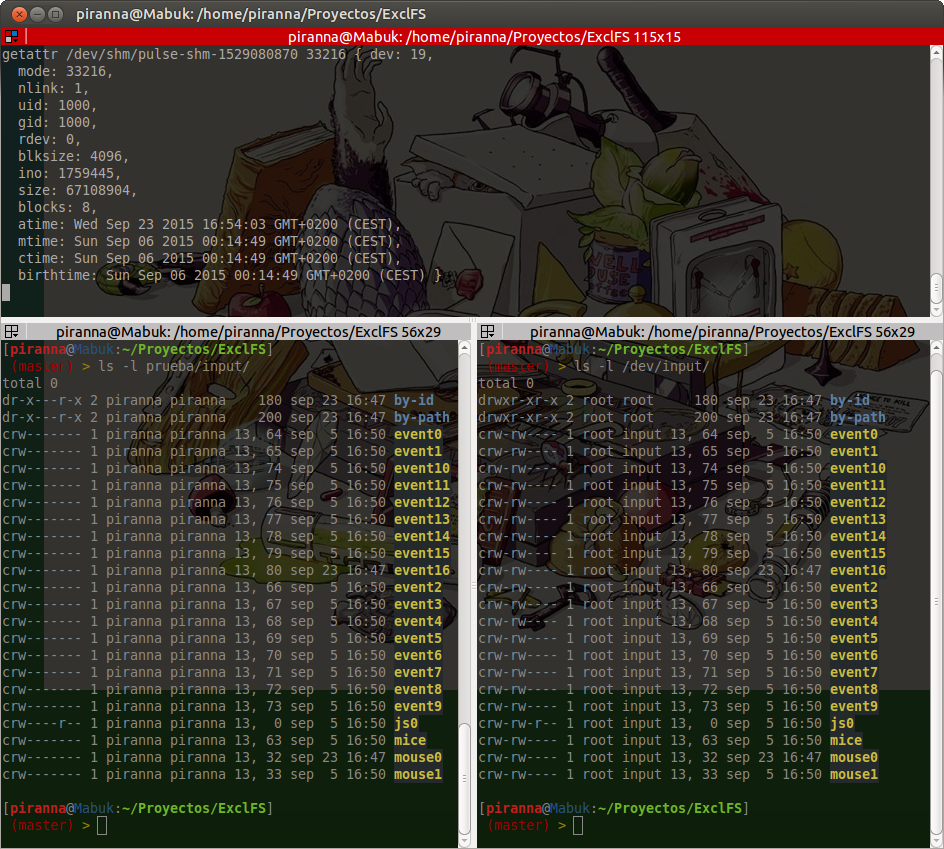 piranna@Mabuk: /home/piranna/Proyectos/ExclFS
piranna@Mabuk: /home/piranna/Proyectos/ExclFS 115x15
getattr /dev/shm/pulse-shm-1529080870 33216 { dev: 19,
mode: 33216,
nlink: 1,
uid: 1000,
gid: 1000,
rdev: 0,
blksize: 4096,
ino: 1759445,
size: 67108904,
blocks: 8,
atime: Wed Sep 23 2015 16:54:03 GMT+0200 (CEST),
mtime: Sun Sep 06 2015 00:14:49 GMT+0200 (CEST),
ctime: Sun Sep 06 2015 00:14:49 GMT+0200 (CEST),
birthtime: Sun Sep 06 2015 00:14:49 GMT+0200 (CEST) }
piranna@Mabuk: /home/piranna/Proyectos/ExclFS 56x29
[piranna@Mabuk:~/Proyectos/ExclFS]
(master) > ls -l prueba/input/
total 0
dr-x---r-x 2 piranna piranna    180 sep 23 16:47 by-id
dr-x---r-x 2 piranna piranna    200 sep 23 16:47 by-path
crw------- 1 piranna piranna 13, 64 sep  5 16:50 event0
crw------- 1 piranna piranna 13, 65 sep  5 16:50 event1
crw------- 1 piranna piranna 13, 74 sep  5 16:50 event10
crw------- 1 piranna piranna 13, 75 sep  5 16:50 event11
crw------- 1 piranna piranna 13, 76 sep  5 16:50 event12
crw------- 1 piranna piranna 13, 77 sep  5 16:50 event13
crw------- 1 piranna piranna 13, 78 sep  5 16:50 event14
crw------- 1 piranna piranna 13, 79 sep  5 16:50 event15
crw------- 1 piranna piranna 13, 80 sep 23 16:47 event16
crw------- 1 piranna piranna 13, 66 sep  5 16:50 event2
crw------- 1 piranna piranna 13, 67 sep  5 16:50 event3
crw------- 1 piranna piranna 13, 68 sep  5 16:50 event4
crw------- 1 piranna piranna 13, 69 sep  5 16:50 event5
crw------- 1 piranna piranna 13, 70 sep  5 16:50 event6
crw------- 1 piranna piranna 13, 71 sep  5 16:50 event7
crw------- 1 piranna piranna 13, 72 sep  5 16:50 event8
crw------- 1 piranna piranna 13, 73 sep  5 16:50 event9
crw----r-- 1 piranna piranna 13,  0 sep  5 16:50 js0
crw------- 1 piranna piranna 13, 63 sep  5 16:50 mice
crw------- 1 piranna piranna 13, 32 sep 23 16:47 mouse0
crw------- 1 piranna piranna 13, 33 sep  5 16:50 mouse1
[piranna@Mabuk:~/Proyectos/ExclFS]
(master) >
piranna@Mabuk: /home/piranna/Proyectos/ExclFS 56x29
[piranna@Mabuk:~/Proyectos/ExclFS]
(master) > ls -l /dev/input/
total 0
drwxr-xr-x 2 root root     180 sep 23 16:47 by-id
drwxr-xr-x 2 root root     200 sep 23 16:47 by-path
crw-rw---- 1 root input 13, 64 sep  5 16:50 event0
crw-rw---- 1 root input 13, 65 sep  5 16:50 event1
crw-rw---- 1 root input 13, 74 sep  5 16:50 event10
crw-rw---- 1 root input 13, 75 sep  5 16:50 event11
crw-rw---- 1 root input 13, 76 sep  5 16:50 event12
crw-rw---- 1 root input 13, 77 sep  5 16:50 event13
crw-rw---- 1 root input 13, 78 sep  5 16:50 event14
crw-rw---- 1 root input 13, 79 sep  5 16:50 event15
crw-rw---- 1 root input 13, 80 sep 23 16:47 event16
crw-rw---- 1 root input 13, 66 sep  5 16:50 event2
crw-rw---- 1 root input 13, 67 sep  5 16:50 event3
crw-rw---- 1 root input 13, 68 sep  5 16:50 event4
crw-rw---- 1 root input 13, 69 sep  5 16:50 event5
crw-rw---- 1 root input 13, 70 sep  5 16:50 event6
crw-rw---- 1 root input 13, 71 sep  5 16:50 event7
crw-rw---- 1 root input 13, 72 sep  5 16:50 event8
crw-rw---- 1 root input 13, 73 sep  5 16:50 event9
crw-rw-r-- 1 root input 13,  0 sep  5 16:50 js0
crw-rw---- 1 root input 13, 63 sep  5 16:50 mice
crw-rw---- 1 root input 13, 32 sep 23 16:47 mouse0
crw-rw---- 1 root input 13, 33 sep  5 16:50 mouse1
[piranna@Mabuk:~/Proyectos/ExclFS]
(master) >